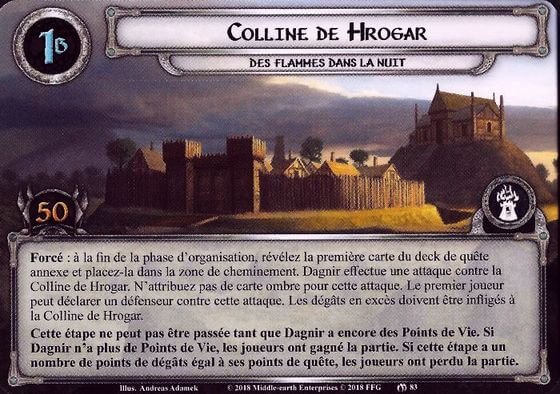 1B
COLLINE DE HROGAR
DES FLAMMES DANS LA NUIT
50
Forcé : à la fin de la phase d'organisation, révélez la première carte du deck de quête
annexe et placez-la dans la zone de cheminement. Dagnir effectue une attaque contre la
Colline de Hrogar. N'attribuez pas de carte ombre pour cette attaque. Le premier joueur
peut déclarer un défenseur contre cette attaque. Les dégâts en excès doivent être infligés à
la Colline de Hrogar.
Cette étape ne peut pas être passée tant que Dagnir a encore des Points de Vie. Si
Dagnir n'a plus de Points de Vie, les joueurs ont gagné la partie. Si cette étape a un
nombre de points de dégâts égal à ses points de quête, les joueurs ont perdu la partie.
Illus. Andreas Adamek © 2018 Middle-earth Enterprises © 2018 FFG 83